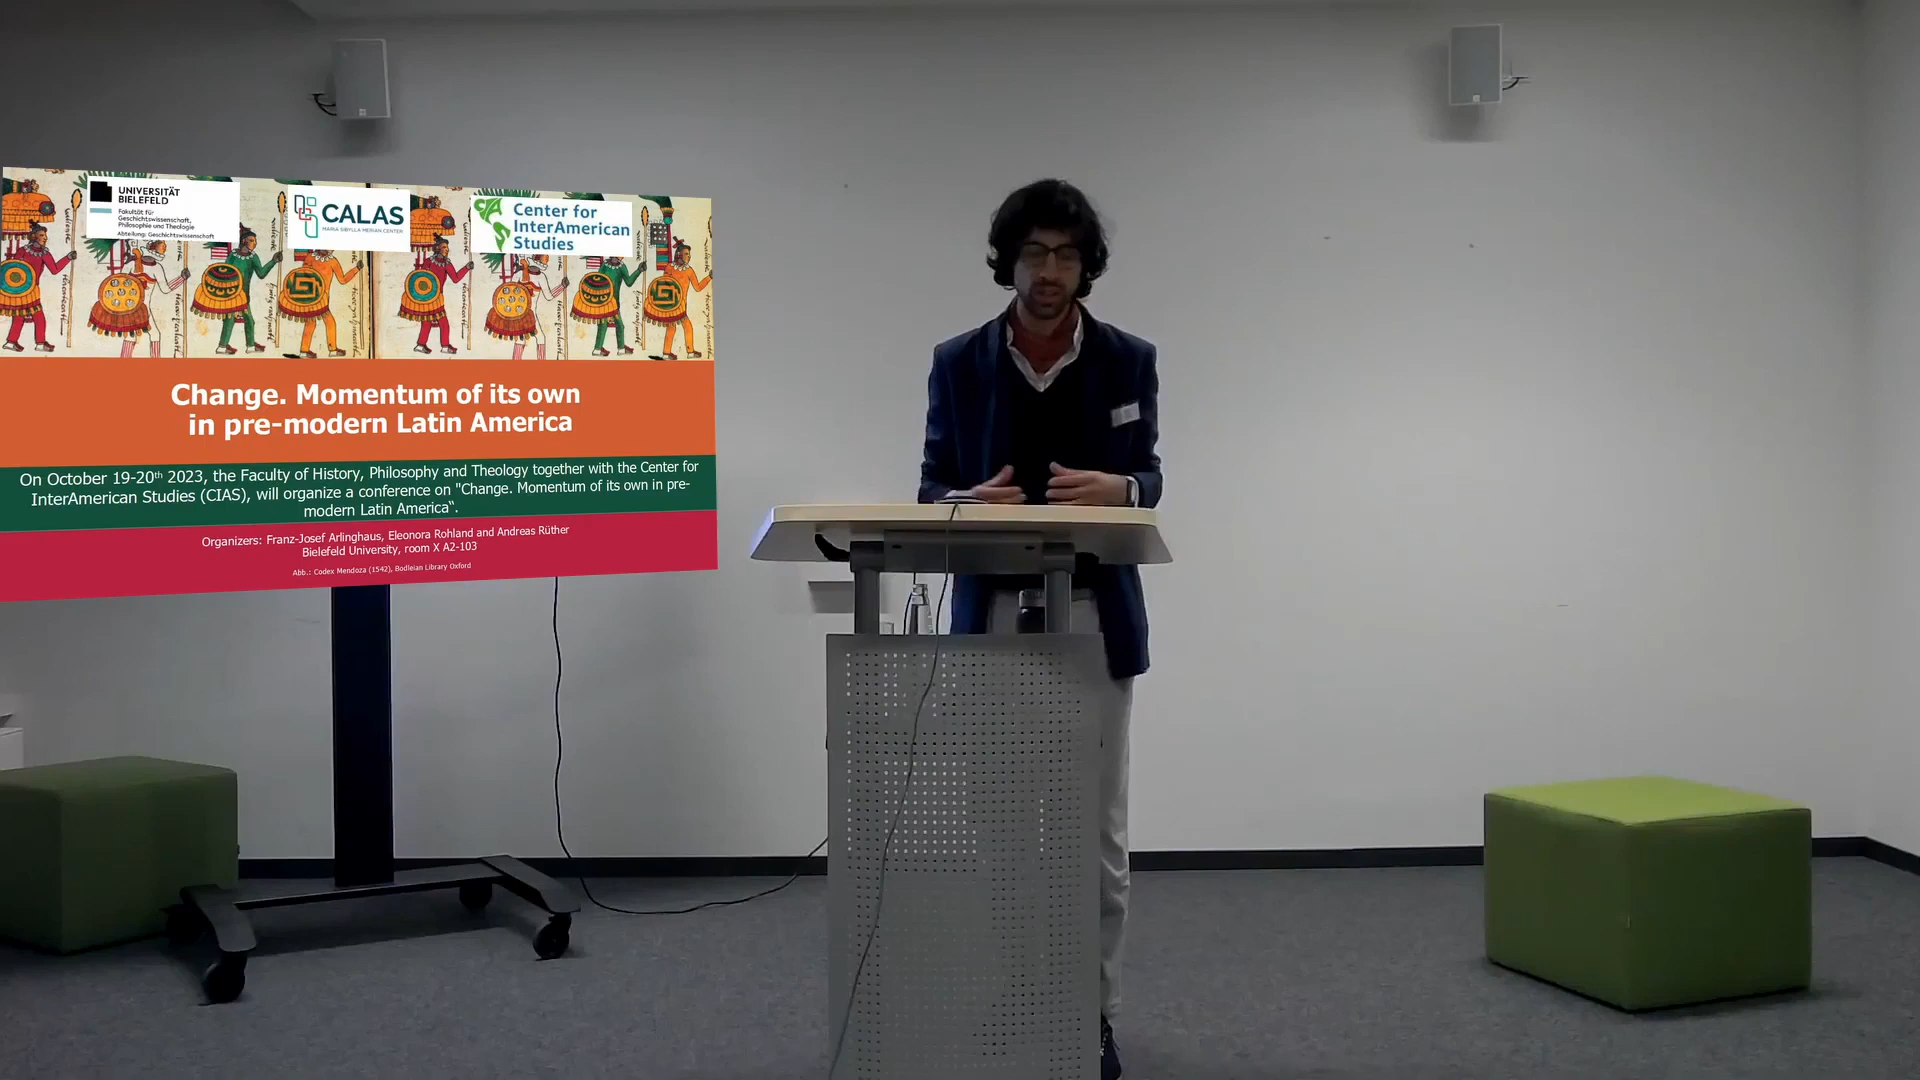 UNIVERSITÄT
BIELEFELD
Fakultät für
Geschichtswissenschaft,
Philosophie und Theologie
Abteilung: Geschichtswissenschaft
CALAS
MARIA SIBYLLA MERIAN CENTER
Center for
InterAmerican
Studies
Change. Momentum of its own
in pre-modern Latin America
On October 19-20th 2023, the Faculty of History, Philosophy and Theology together with the Center for
InterAmerican Studies (CIAS), will organize a conference on "Change. Momentum of its own in pre-
modern Latin America“.
Organizers: Franz-Josef Arlinghaus, Eleonora Rohland and Andreas Rüther
Bielefeld University, room X A2-103
Abb.: Codex Mendoza (1542), Bodleian Library Oxford